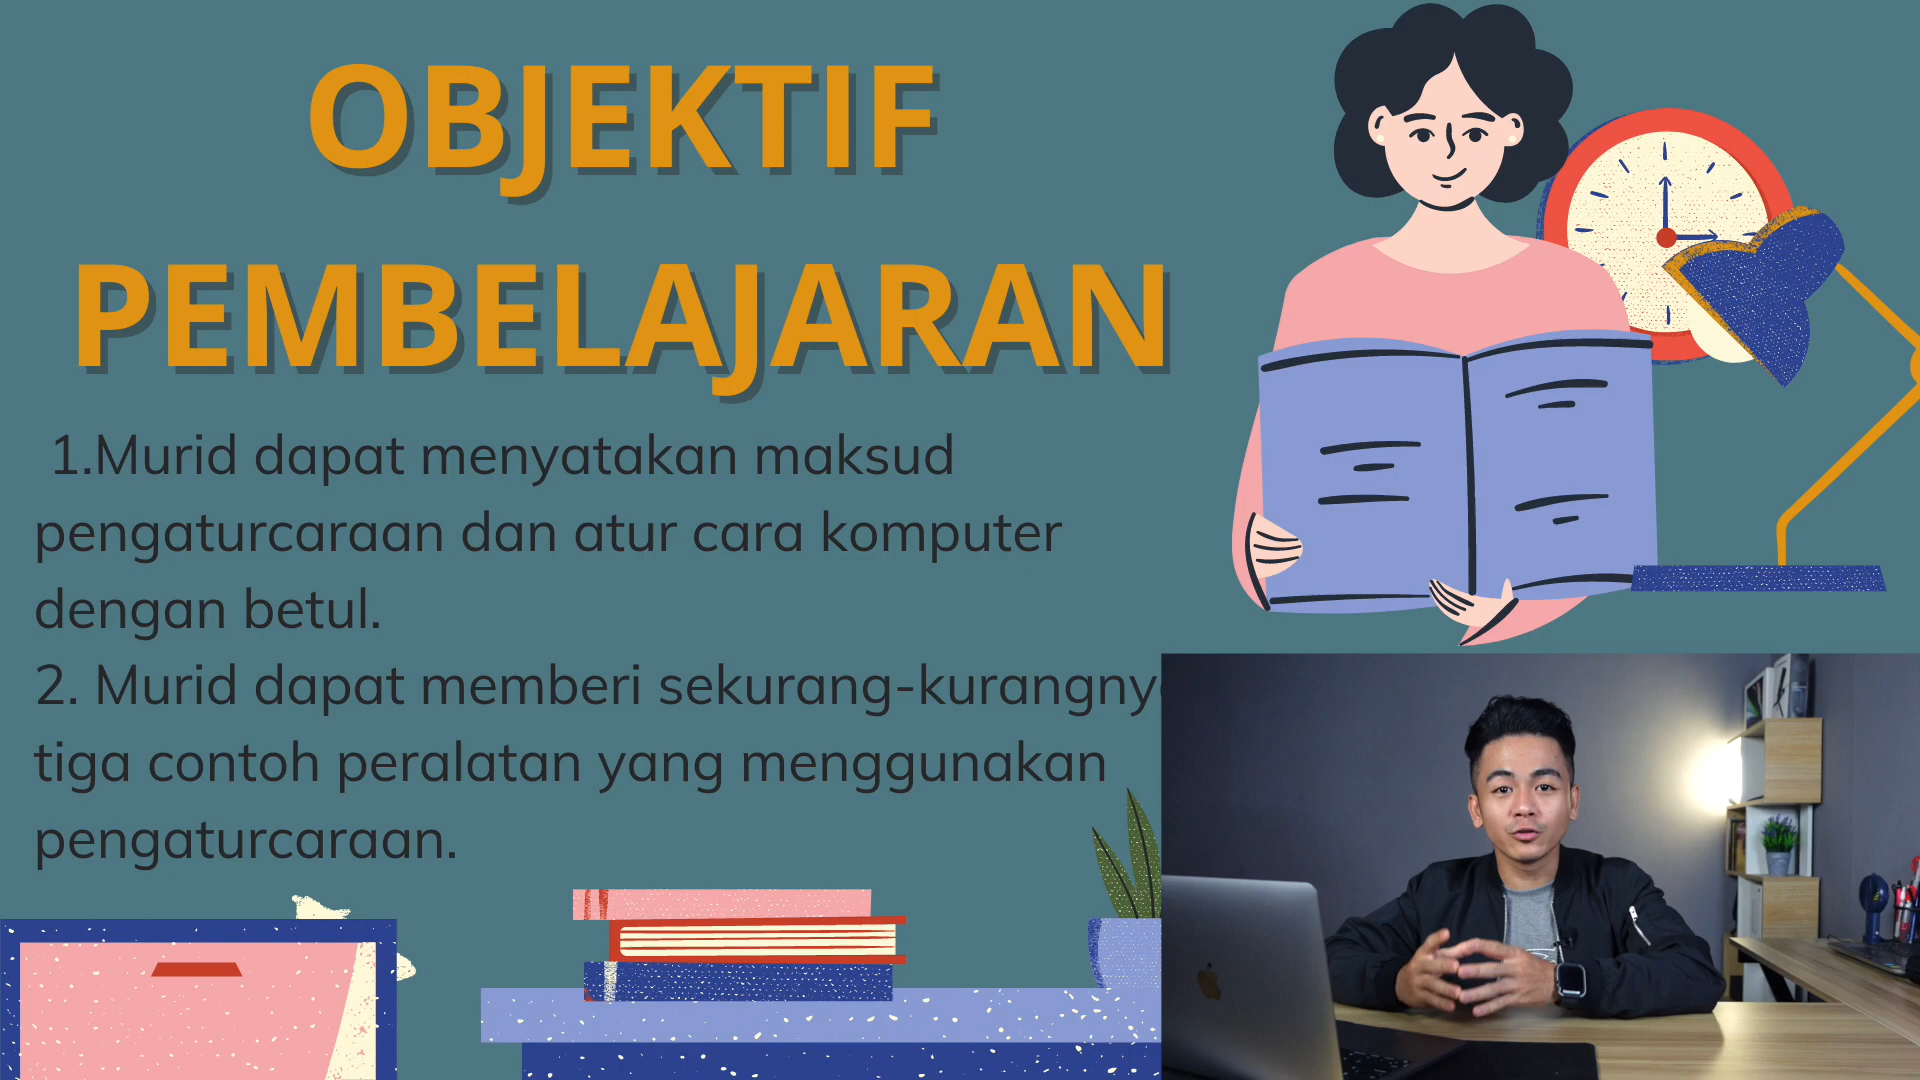 OBJEKTIF
PEMBELAJARAN
1.Murid dapat menyatakan maksud
pengaturcaraan dan atur cara komputer
dengan betul.
2. Murid dapat memberi sekurang-kurangnya
tiga contoh peralatan yang menggunakan
pengaturcaraan.